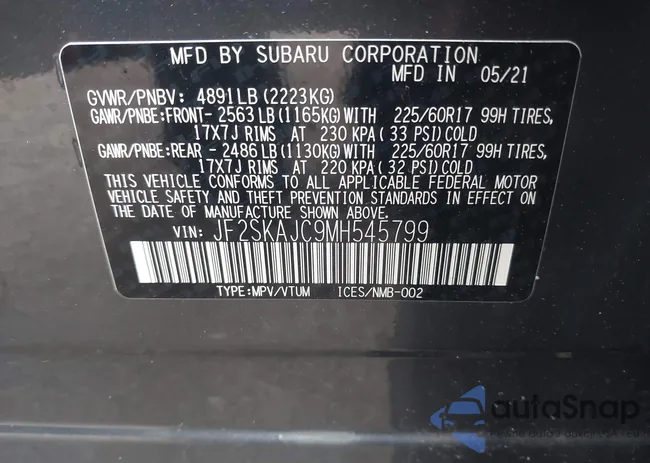 MFD BY SUBARU CORPORATION
MFD IN 05/21
GVWR/PNBV: 4891LB(2223KG)
GAWR/PNBE:FRONT- 2563LB(1165KG)WITH 225/60R17 99H TIRES,
17X7J RIMS AT 230 KPA(33 PSI)COLD
GAWR/PNBE:REAR -2486LB(1130KG)WITH 225/60R17 99H TIRES,
17X7J RIMS AT 220 KPA(32 PSI)COLD
THIS VEHICLE CONFORMS TO ALL APPLICABLE FEDERAL MOTOR
VEHICLE SAFETY AND THEFT PREVENTION STANDARDS IN EFFECT ON
THE DATE OF MANUFACTURE SHOWN ABOVE.
VIN: JF2SKAJC9MH545799
TYPE:MPV/VTUM ICES/NMB-002
autoSnap